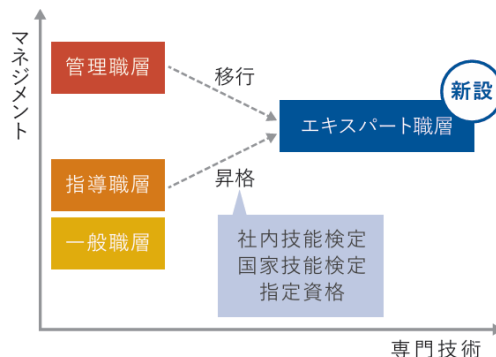 マネジメント
管理職層
移行
新設
エキスパート職層
指導職層
昇格
一般職層
社内技能検定
国家技能検定
指定資格
専門技術